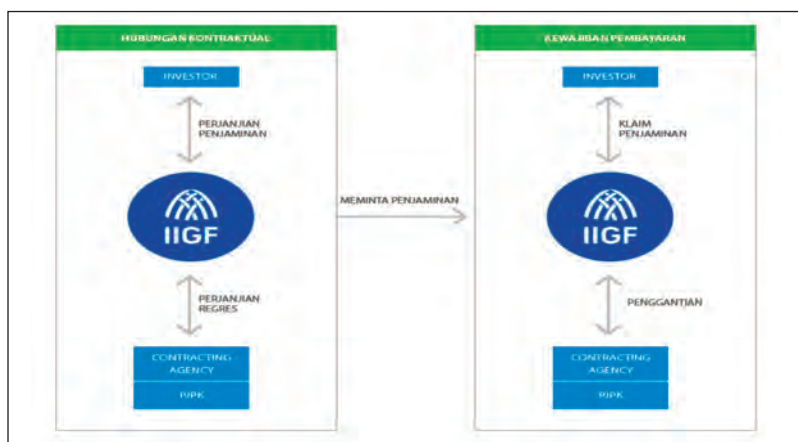 HUBUNGAN KONTRAKTUAL
INVESTOR
PERJANJIAN
PENJAMINAN
IIGF
PERJANJIAN
REGRES
CONTRACTING
AGENCY
PJPK
MEMINTA PENJAMINAN
KEWAJIBAN PEMBAYARAN
INVESTOR
KLAIM
PENJAMINAN
IIGF
PENGGANTIAN
CONTRACTING
AGENCY
PJPK